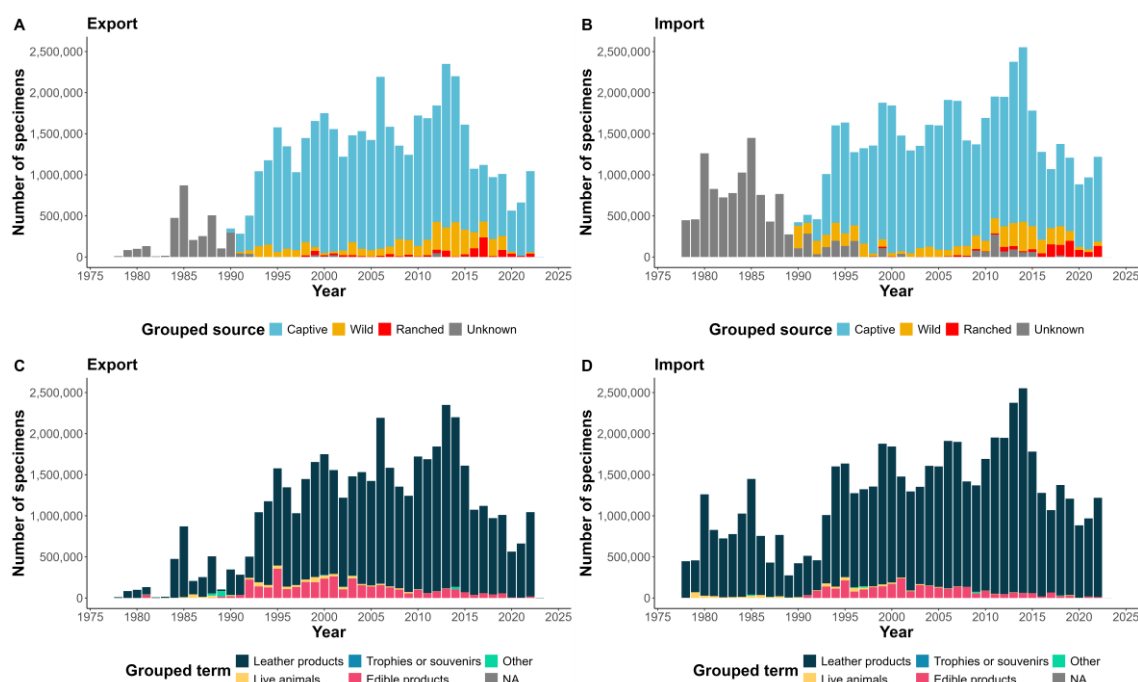 A
Export
Number of specimens
2,500,000
2,000,000
1,500,000
1,000,000
500,000
0
1975 1980 1985 1990 1995 2000 2005 2010 2015 2020 2025
Year
Grouped source Captive Wild Ranched Unknown
B
Import
Number of specimens
2,500,000
2,000,000
1,500,000
1,000,000
500,000
0
1975 1980 1985 1990 1995 2000 2005 2010 2015 2020 2025
Year
Grouped source Captive Wild Ranched Unknown
C
Export
Number of specimens
2,500,000
2,000,000
1,500,000
1,000,000
500,000
0
1975 1980 1985 1990 1995 2000 2005 2010 2015 2020 2025
Year
Grouped term
Leather products Trophies or souvenirs Other
Live animals Edible products NA
D
Import
Number of specimens
2,500,000
2,000,000
1,500,000
1,000,000
500,000
0
1975 1980 1985 1990 1995 2000 2005 2010 2015 2020 2025
Year
Grouped term
Leather products Trophies or souvenirs Other
Live animals Edible products NA